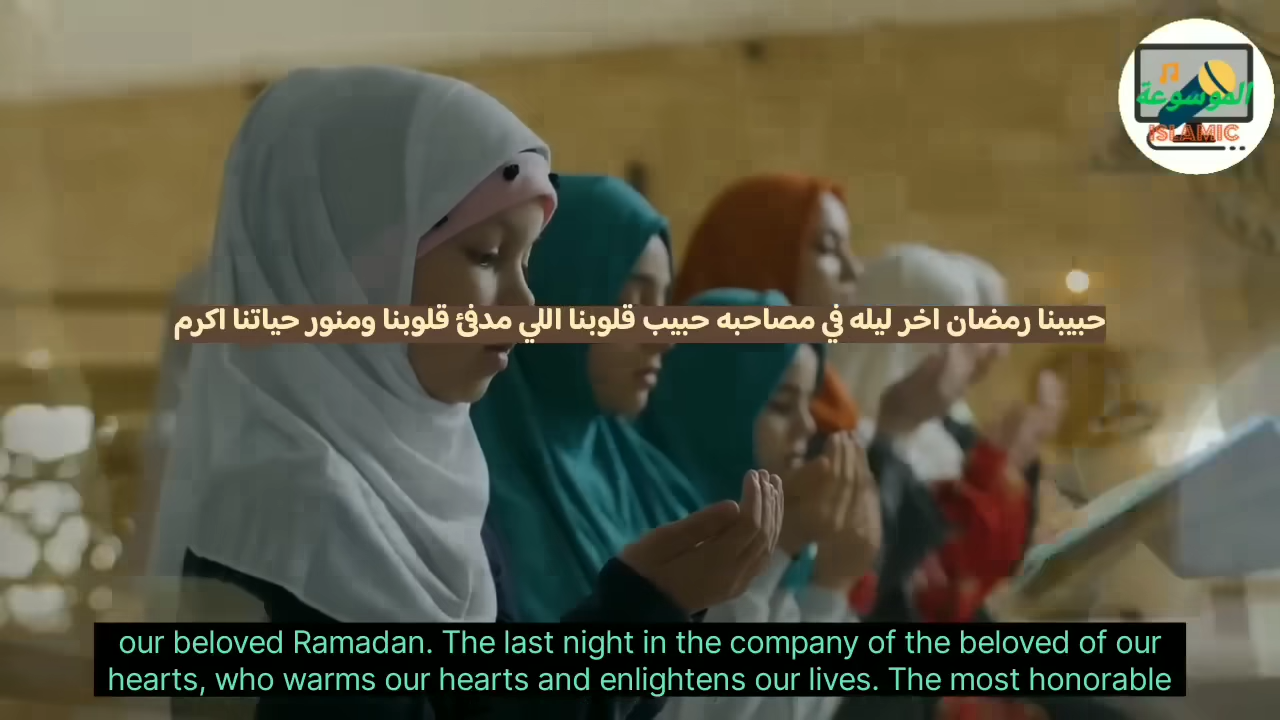 الموسوعة
ISLAMIC
حبيبنا رمضان اخر ليله في مصاحبه حبيب قلوبنا اللي مدفئ قلوبنا ومنور حياتنا اكرم
our beloved Ramadan. The last night in the company of the beloved of our
hearts, who warms our hearts and enlightens our lives. The most honorable